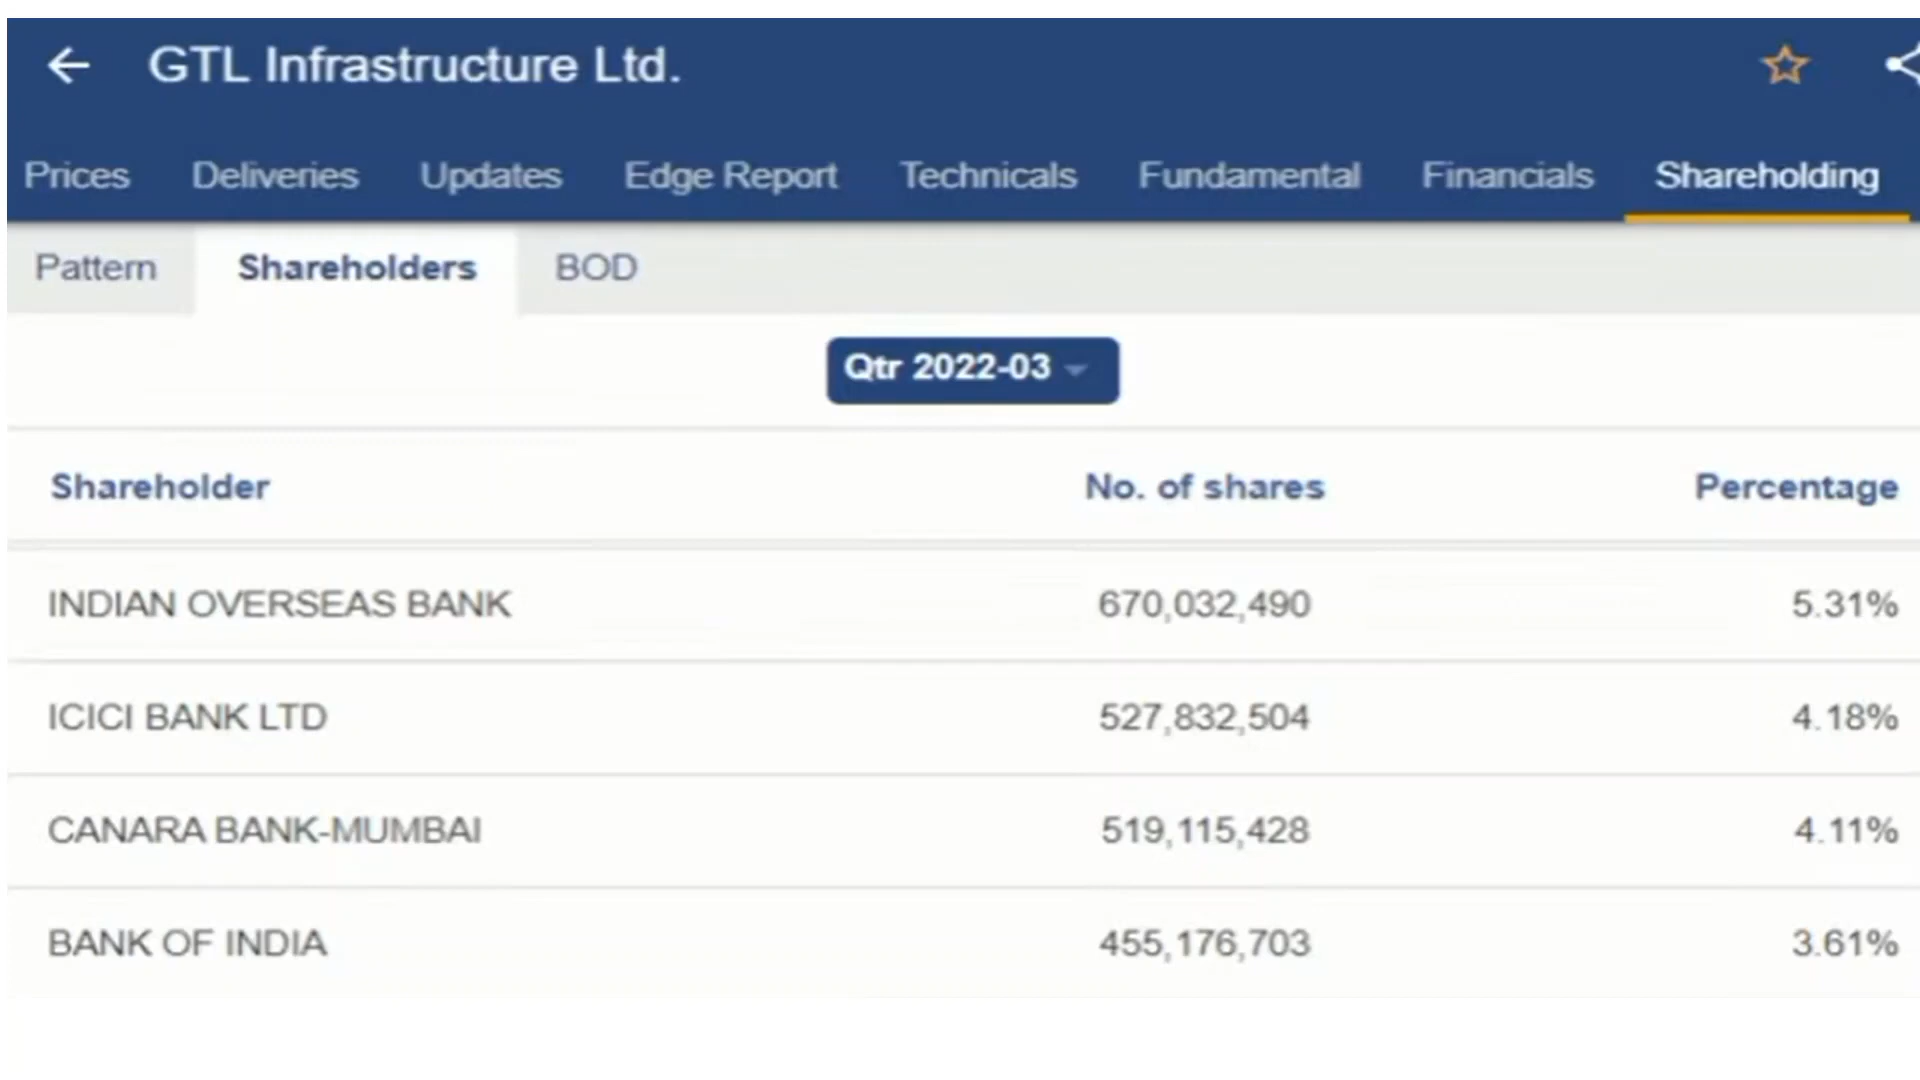 GTL Infrastructure Ltd.
Prices Deliveries Updates Edge Report Technicals Fundamental Financials Shareholding
Pattern Shareholders BOD
Qtr 2022-03
Shareholder No. of shares Percentage
INDIAN OVERSEAS BANK 670,032,490 5.31%
ICICI BANK LTD 527,832,504 4.18%
CANARA BANK-MUMBAI 519,115,428 4.11%
BANK OF INDIA 455,176,703 3.61%